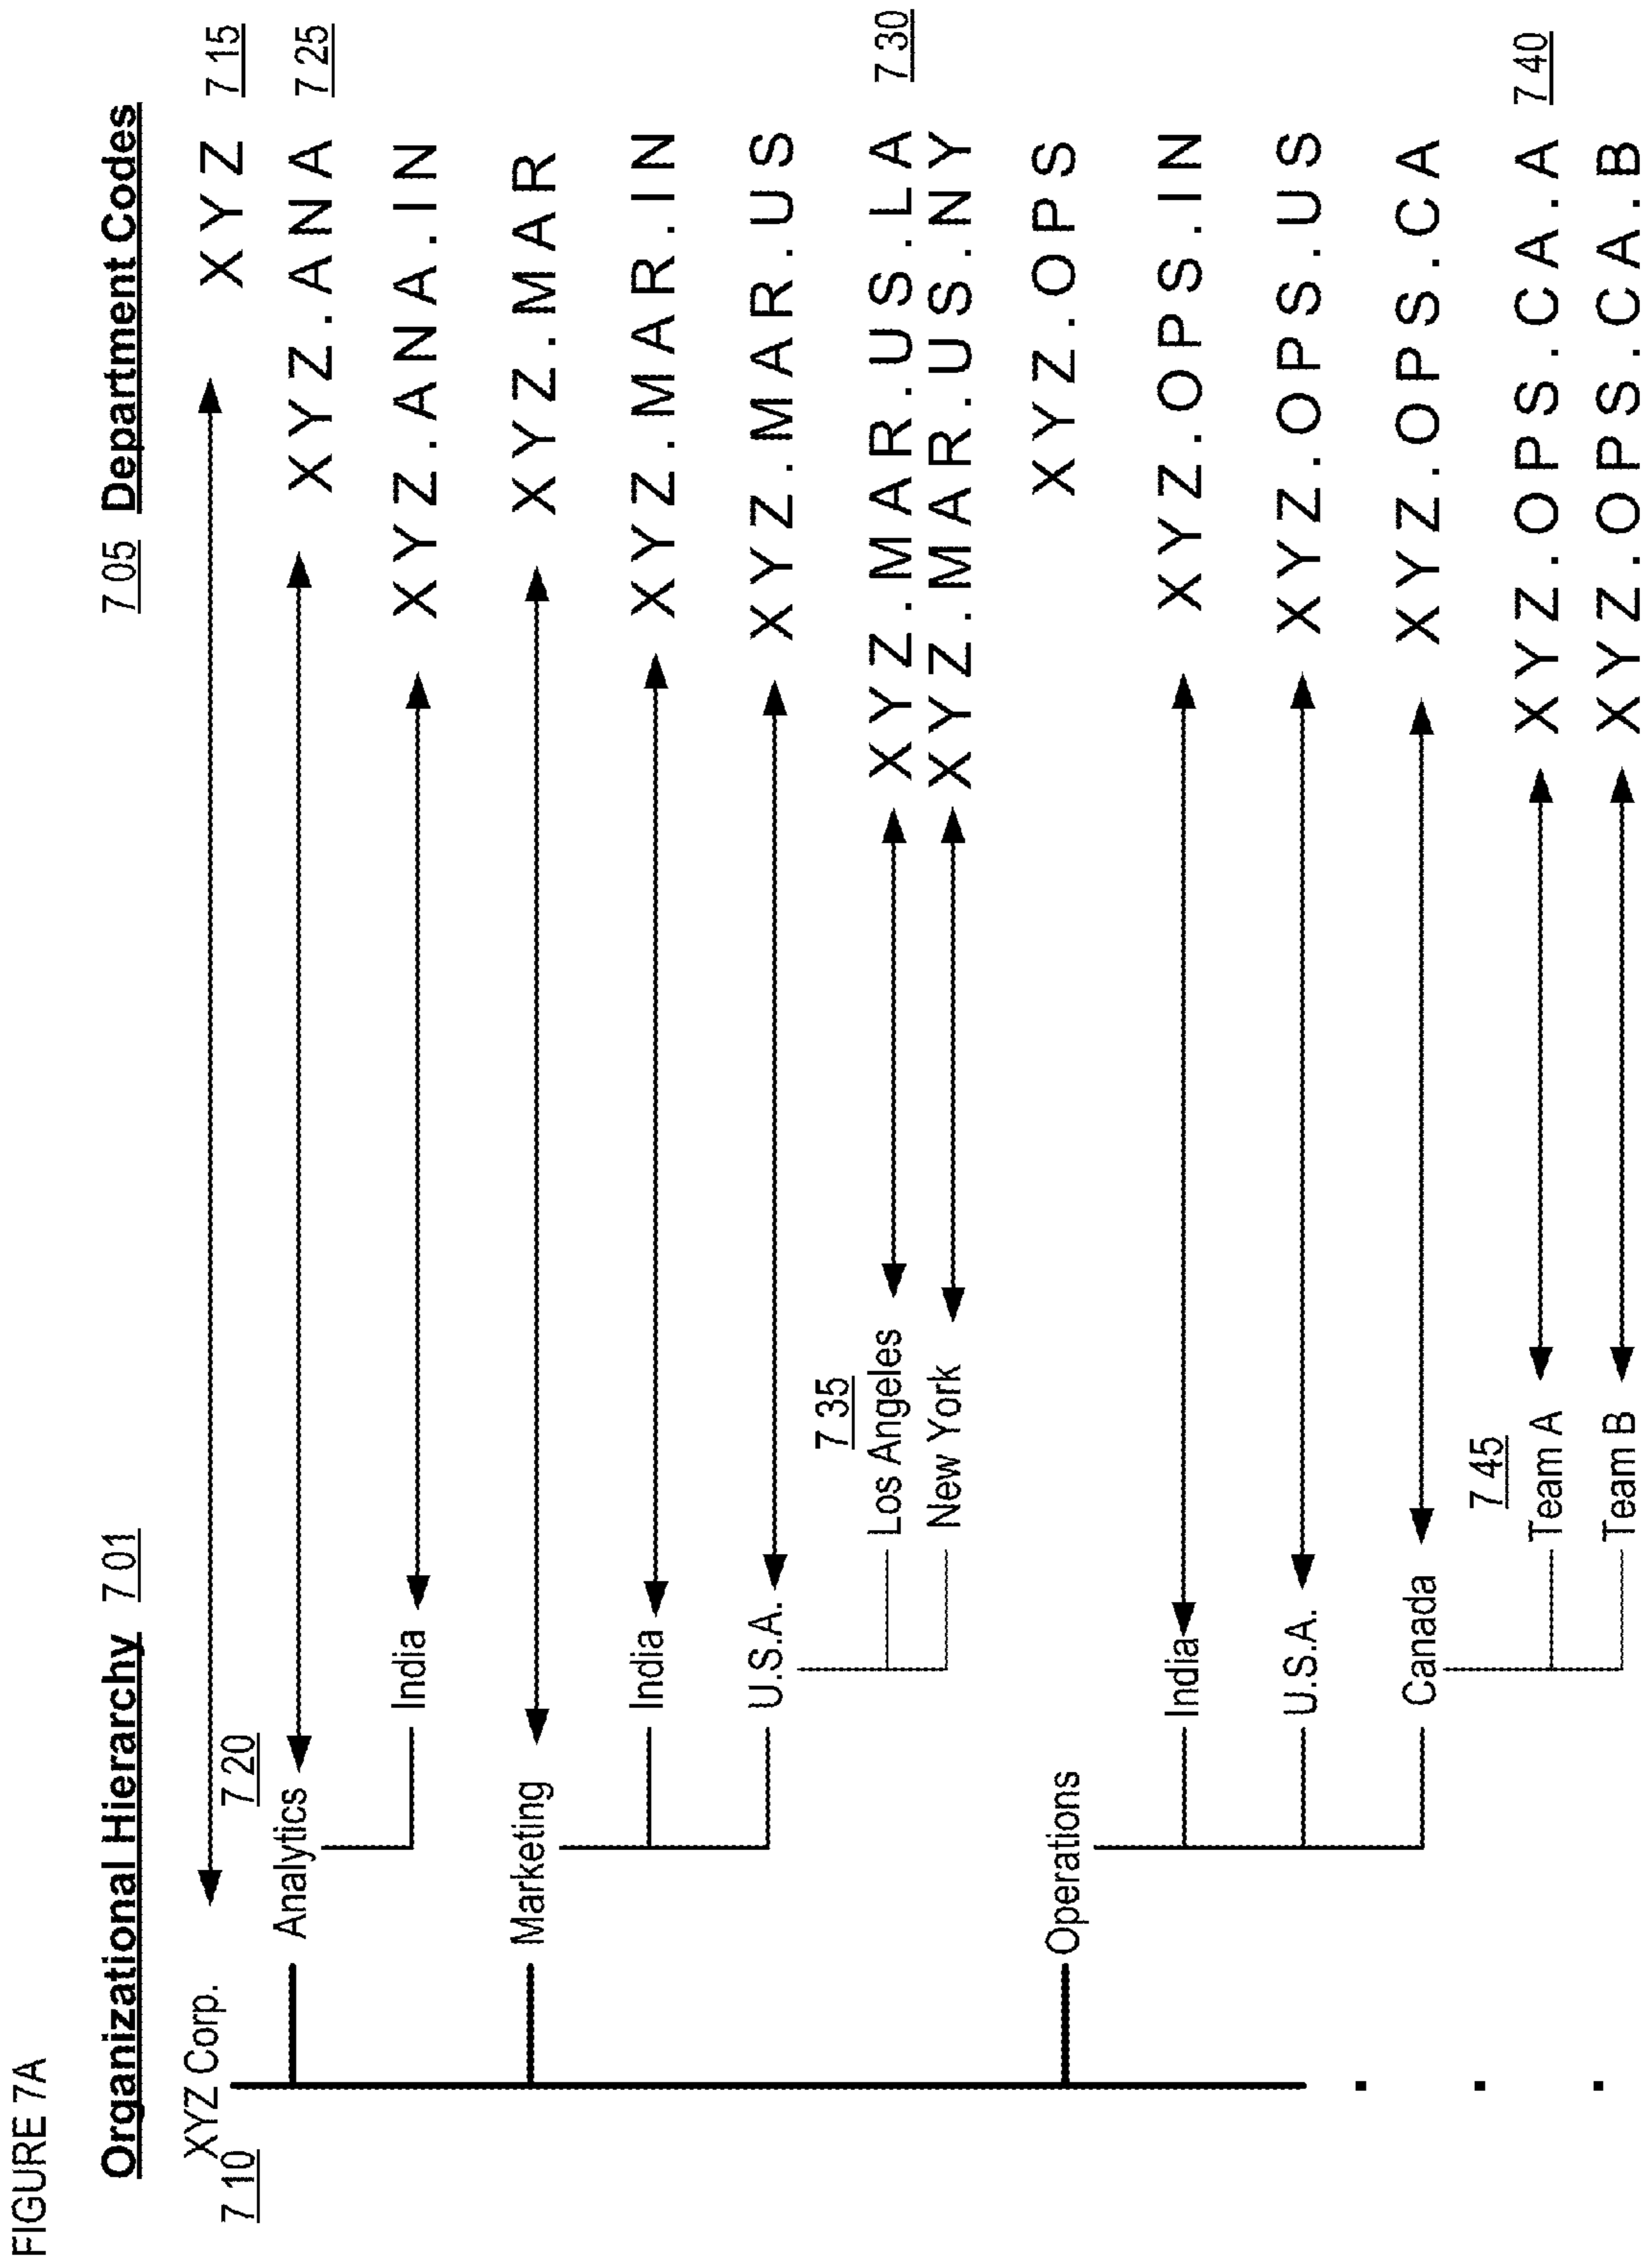 FIGURE 7A
Organizational Hierarchy 7 01 7 05 Department Codes
XYZ Corp. XYZ 7 15
7 10 7 20
Analytics XYZ.ANA 7 25
India XYZ.ANA.IN
Marketing XYZ.MAR
India XYZ.MAR.IN
U.S.A. XYZ.MAR.US
7 35
Los Angeles XYZ.MAR.US.LA 7 30
New York XYZ.MAR.US.NY
Operations XYZ.OPS
India XYZ.OPS.IN
U.S.A. XYZ.OPS.US
Canada XYZ.OPS.CA
7 45
Team A XYZ.OPS.CA.A 7 40
Team B XYZ.OPS.CA.B